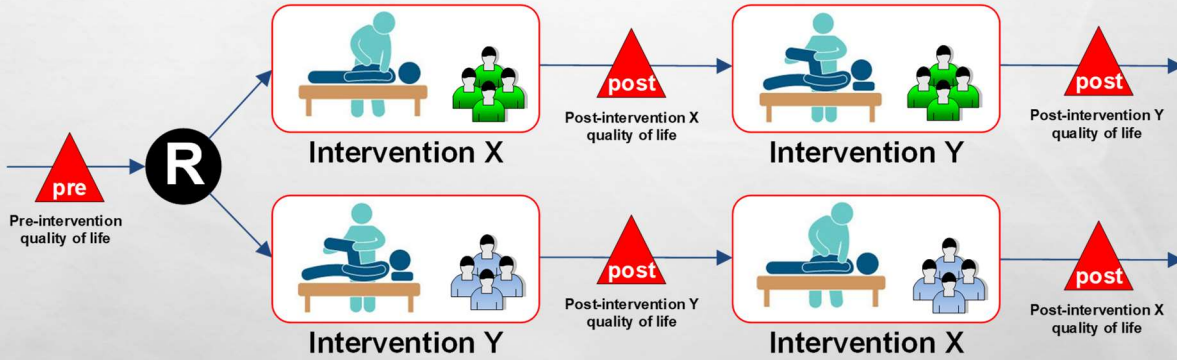 pre
Pre-intervention
quality of life
R
Intervention X
post
Post-intervention X
quality of life
Intervention Y
post
Post-intervention Y
quality of life
Intervention Y
post
Post-intervention Y
quality of life
Intervention X
post
Post-intervention X
quality of life